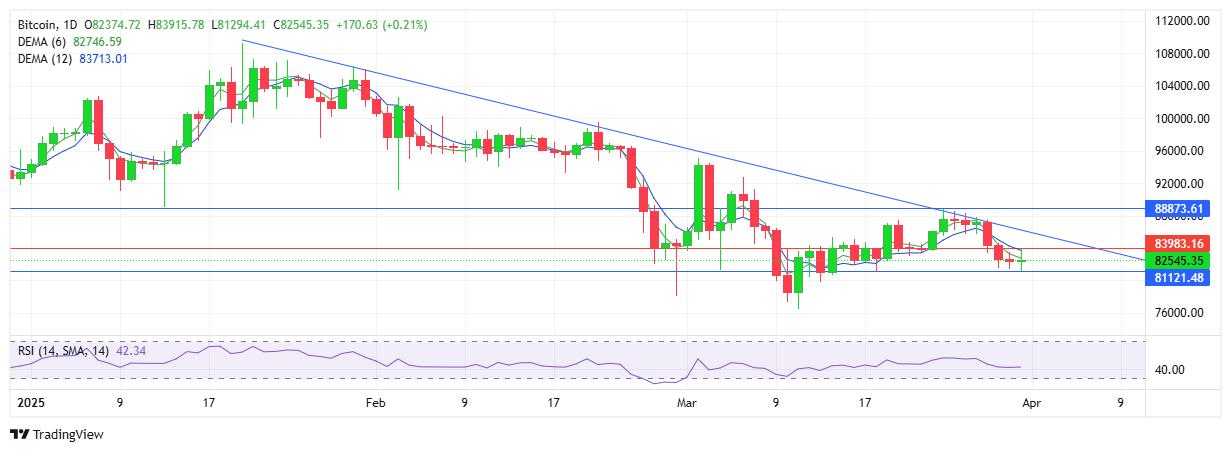 Bitcoin, 1D O82374.72 H83915.78 L81294.41 C82545.35 +170.63 (+0.21%)
DEMA (6) 82746.59
DEMA (12) 83713.01
112000.00
108000.00
104000.00
100000.00
96000.00
92000.00
88873.61
88000.00
83983.16
82545.35
81121.48
76000.00
RSI (14, SMA, 14) 42.34
40.00
2025 9 17 Feb 9 17 Mar 9 17 Apr 9
TradingView